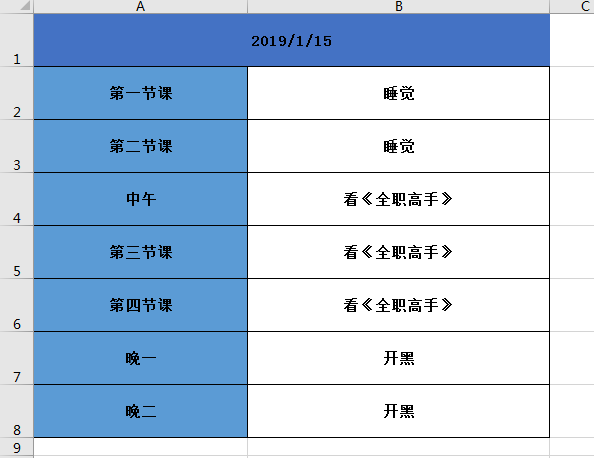 A B C
1 2019/1/15
2 第一节课 睡觉
3 第二节课 睡觉
4 中午 看《全职高手》
5 第三节课 看《全职高手》
6 第四节课 看《全职高手》
7 晚一 开黑
8 晚二 开黑
9